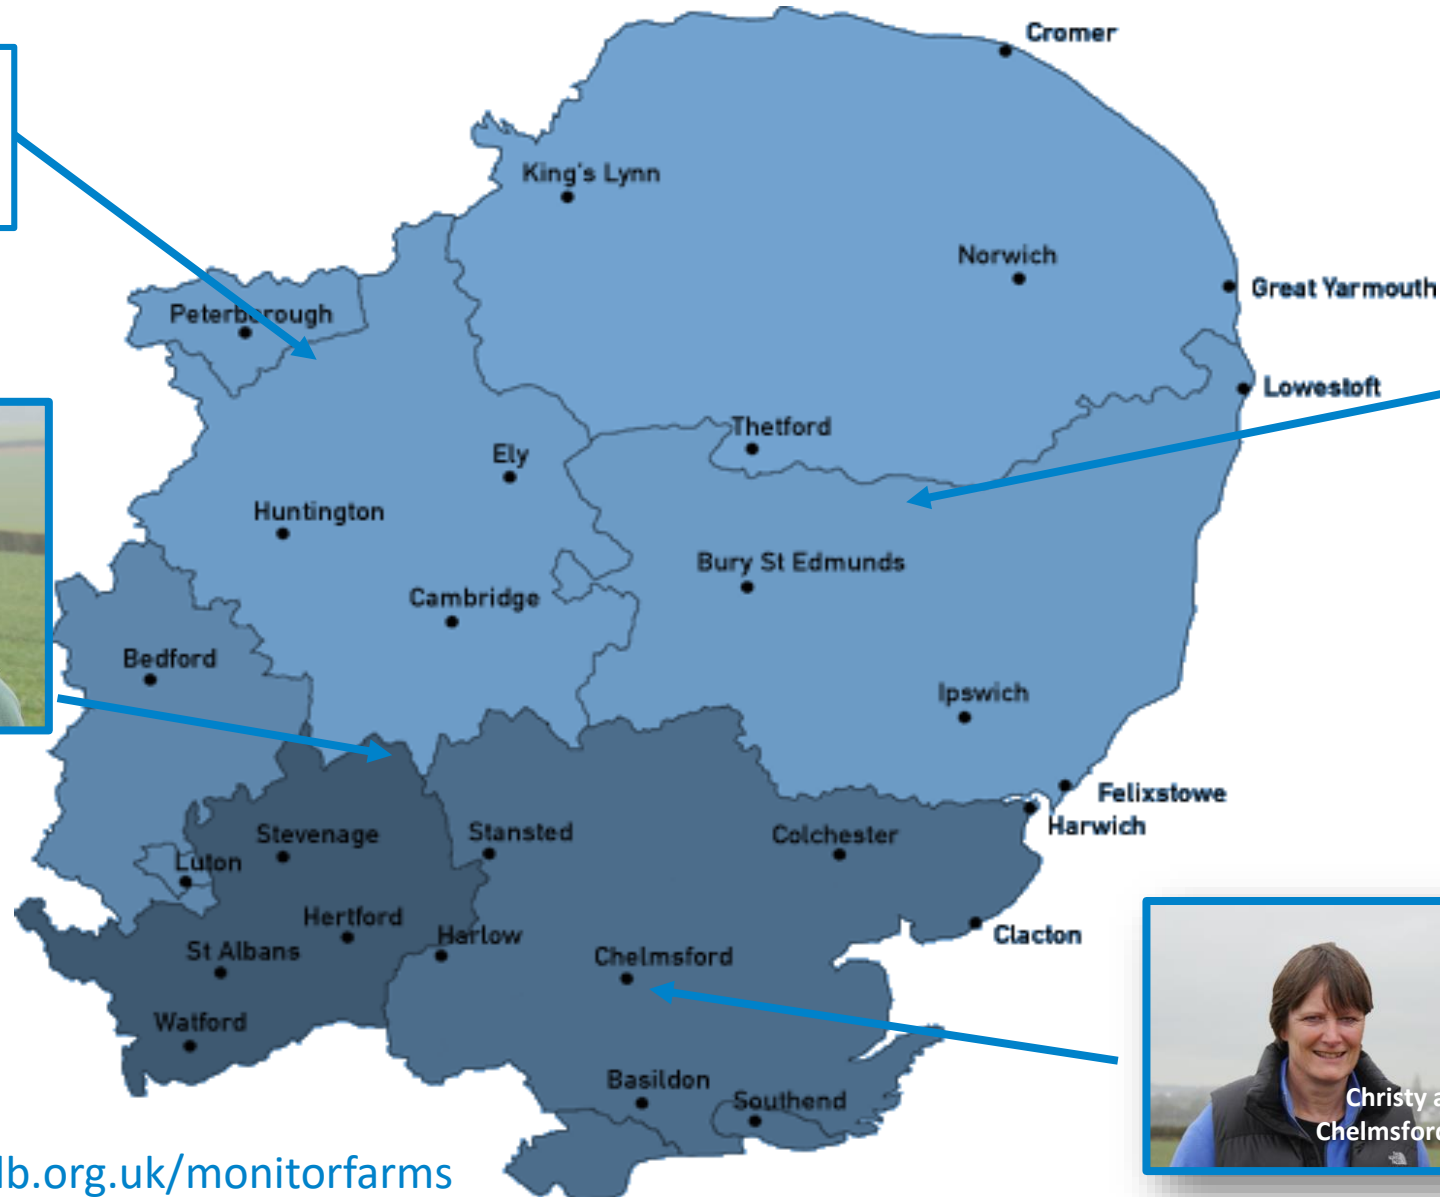 Cromer
King's Lynn
Norwich
Great Yarmouth
Peterborough
Lowestoft
Thetford
Ely
Huntington
Bury St Edmunds
Cambridge
Bedford
Ipswich
Felixstowe
Harwich
Stevenage
Stansted
Colchester
Luton
Hertford
Harlow
Clacton
St Albans
Chelmsford
Watford
Basildon
Southend
Christy a
Chelmsford
lb.org.uk/monitorfarms